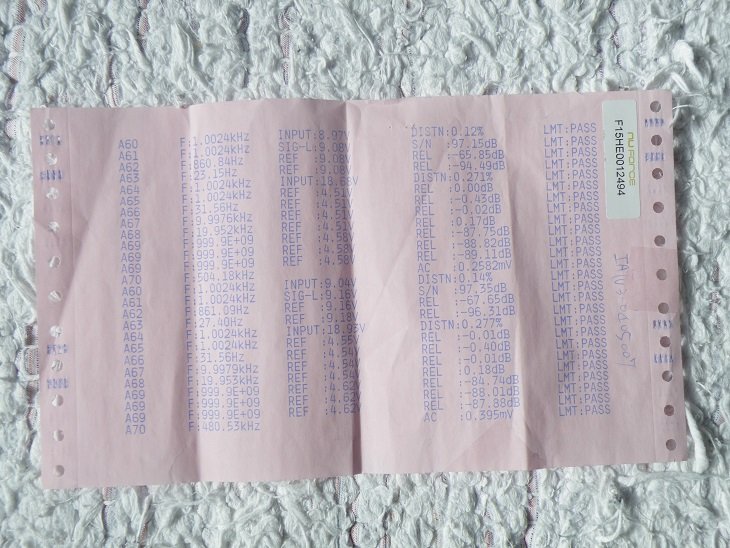 A60 F:1.0024kHz INPUT:8.97V DISTN:0.12% LMT:PASS
A61 F:1.0024kHz SIG-L:9.08V S/N :97.15dB LMT:PASS
A62 F:860.84Hz REF :9.08V REL :-65.85dB LMT:PASS
A63 F:23.15Hz REF :9.08V REL :-94.49dB LMT:PASS
A64 F:1.0024kHz INPUT:18.68V DISTN:0.271% LMT:PASS
A65 F:1.0024kHz REF :4.51V REL :0.00dB LMT:PASS
A66 F:31.56Hz REF :4.51V REL :-0.43dB LMT:PASS
A67 F:9.9976kHz REF :4.51V REL :-0.02dB LMT:PASS
A68 F:19.952kHz REF :4.51V REL :0.17dB LMT:PASS
A69 F:999.9E+09 REF :4.58V REL :-87.75dB LMT:PASS
A69 F:999.9E+09 REF :4.58V REL :-88.82dB LMT:PASS
A69 F:999.9E+09 REF :4.58V REL :-89.11dB LMT:PASS
A70 F:504.18kHz AC :0.2582mV LMT:PASS
A60 F:1.0024kHz INPUT:9.04V DISTN:0.14% LMT:PASS
A61 F:1.0024kHz SIG-L:9.16V S/N :97.35dB LMT:PASS
A62 F:861.09Hz REF :9.16V REL :-67.65dB LMT:PASS
A63 F:27.40Hz REF :9.18V REL :-96.31dB LMT:PASS
A64 F:1.0024kHz INPUT:18.93V DISTN:0.277% LMT:PASS
A65 F:1.0024kHz REF :4.55V REL :-0.01dB LMT:PASS
A66 F:31.56Hz REF :4.54V REL :-0.40dB LMT:PASS
A67 F:9.9979kHz REF :4.54V REL :-0.01dB LMT:PASS
A68 F:19.953kHz REF :4.54V REL :0.18dB LMT:PASS
A69 F:999.9E+09 REF :4.62V REL :-84.74dB LMT:PASS
A69 F:999.9E+09 REF :4.62V REL :-88.01dB LMT:PASS
A69 F:999.9E+09 REF :4.62V REL :-87.88dB LMT:PASS
A70 F:480.53kHz AC :0.395mV LMT:PASS
NUFORCE
F15HE0012494